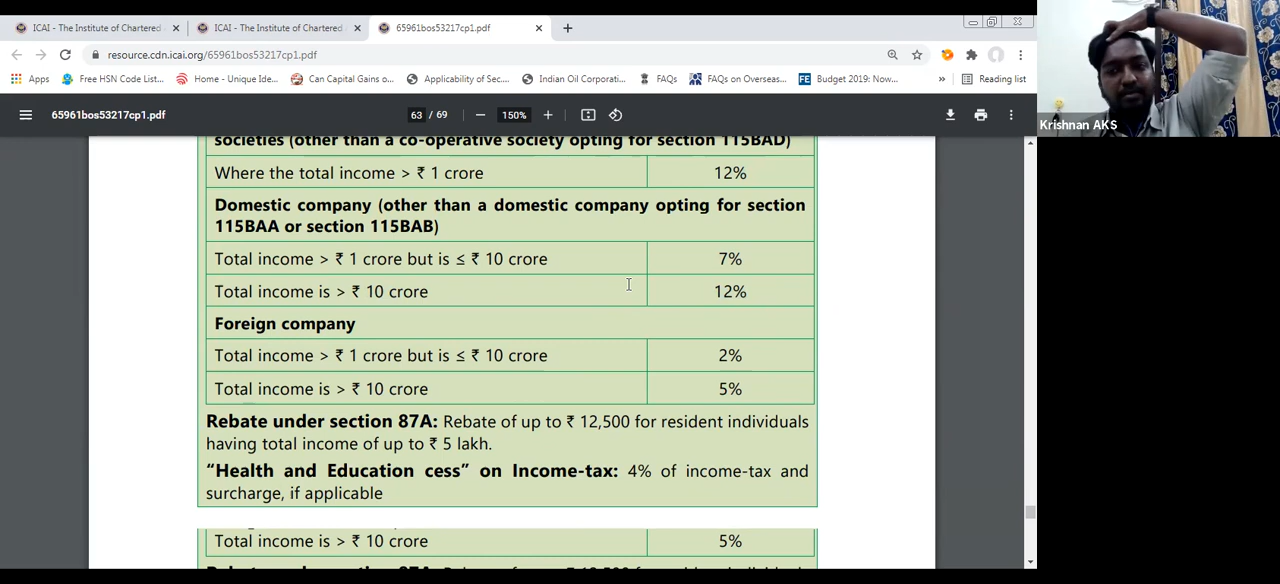 ICAI - The Institute of Chartered
ICAI - The Institute of Chartered
65961bos53217cp1.pdf
resource.cdn.icai.org/65961bos53217cp1.pdf
Apps
Free HSN Code List...
Home - Unique Ide...
Can Capital Gains o...
Applicability of Sec...
Indian Oil Corporati...
FAQs
FAQs on Overseas...
FE Budget 2019: Now...
»
Reading list
65961bos53217cp1.pdf
63 / 69
150%
Krishnan AKS
societies (other than a co-operative society opting for section 115BAD)
Where the total income > ₹ 1 crore 12%
Domestic company (other than a domestic company opting for section
115BAA or section 115BAB)
Total income > ₹ 1 crore but is ≤ ₹ 10 crore 7%
Total income is > ₹ 10 crore 12%
Foreign company
Total income > ₹ 1 crore but is ≤ ₹ 10 crore 2%
Total income is > ₹ 10 crore 5%
Rebate under section 87A: Rebate of up to ₹ 12,500 for resident individuals
having total income of up to ₹ 5 lakh.
“Health and Education cess” on Income-tax: 4% of income-tax and
surcharge, if applicable
Total income is > ₹ 10 crore 5%